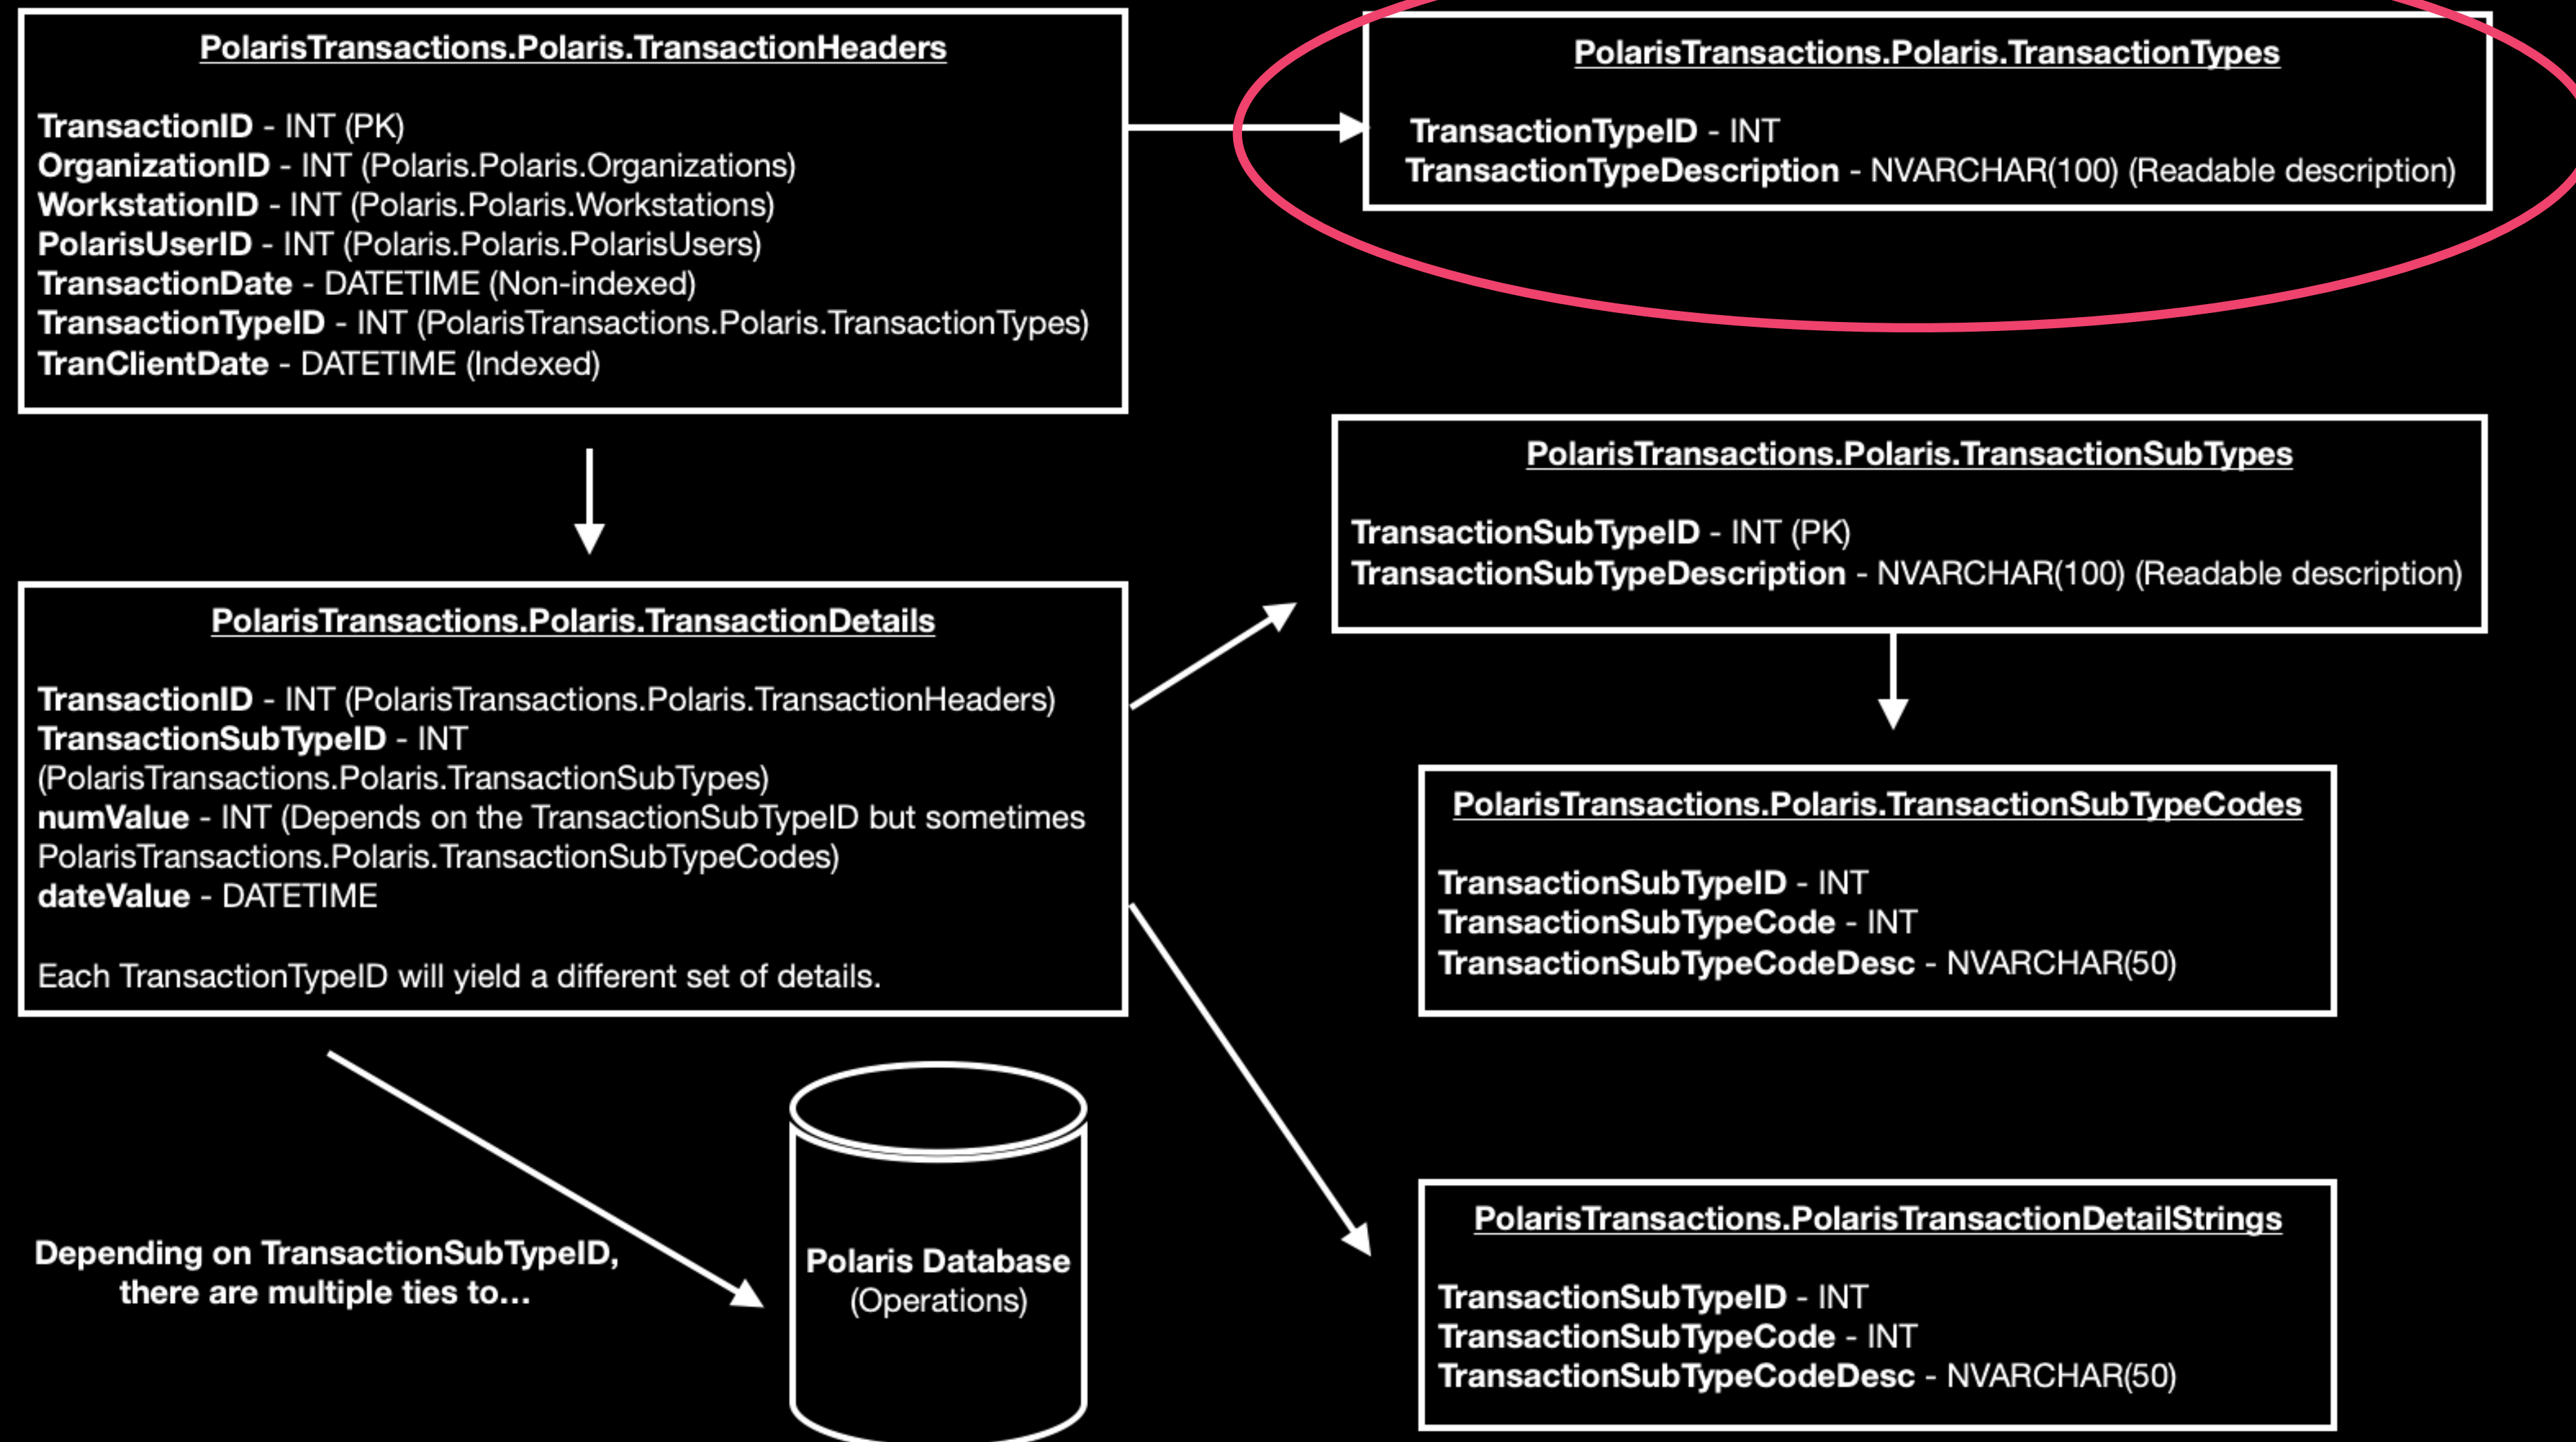 PolarisTransactions.Polaris.TransactionHeaders
TransactionID - INT (PK)
OrganizationID - INT (Polaris.Polaris.Organizations)
WorkstationID - INT (Polaris.Polaris.Workstations)
PolarisUserID - INT (Polaris.Polaris.PolarisUsers)
TransactionDate - DATETIME (Non-indexed)
TransactionTypeID - INT (PolarisTransactions.Polaris.TransactionTypes)
TranClientDate - DATETIME (Indexed)
PolarisTransactions.Polaris.TransactionTypes
TransactionTypeID - INT
TransactionTypeDescription - NVARCHAR(100) (Readable description)
PolarisTransactions.Polaris.TransactionSubTypes
TransactionSubTypeID - INT (PK)
TransactionSubTypeDescription - NVARCHAR(100) (Readable description)
PolarisTransactions.Polaris.TransactionDetails
TransactionID - INT (PolarisTransactions.Polaris.TransactionHeaders)
TransactionSubTypeID - INT
(PolarisTransactions.Polaris.TransactionSubTypes)
numValue - INT (Depends on the TransactionSubTypeID but sometimes
PolarisTransactions.Polaris.TransactionSubTypeCodes)
dateValue - DATETIME
Each TransactionTypeID will yield a different set of details.
PolarisTransactions.Polaris.TransactionSubTypeCodes
TransactionSubTypeID - INT
TransactionSubTypeCode - INT
TransactionSubTypeCodeDesc - NVARCHAR(50)
Depending on TransactionSubTypeID,
there are multiple ties to...
Polaris Database
(Operations)
PolarisTransactions.PolarisTransactionDetailStrings
TransactionSubTypeID - INT
TransactionSubTypeCode - INT
TransactionSubTypeCodeDesc - NVARCHAR(50)